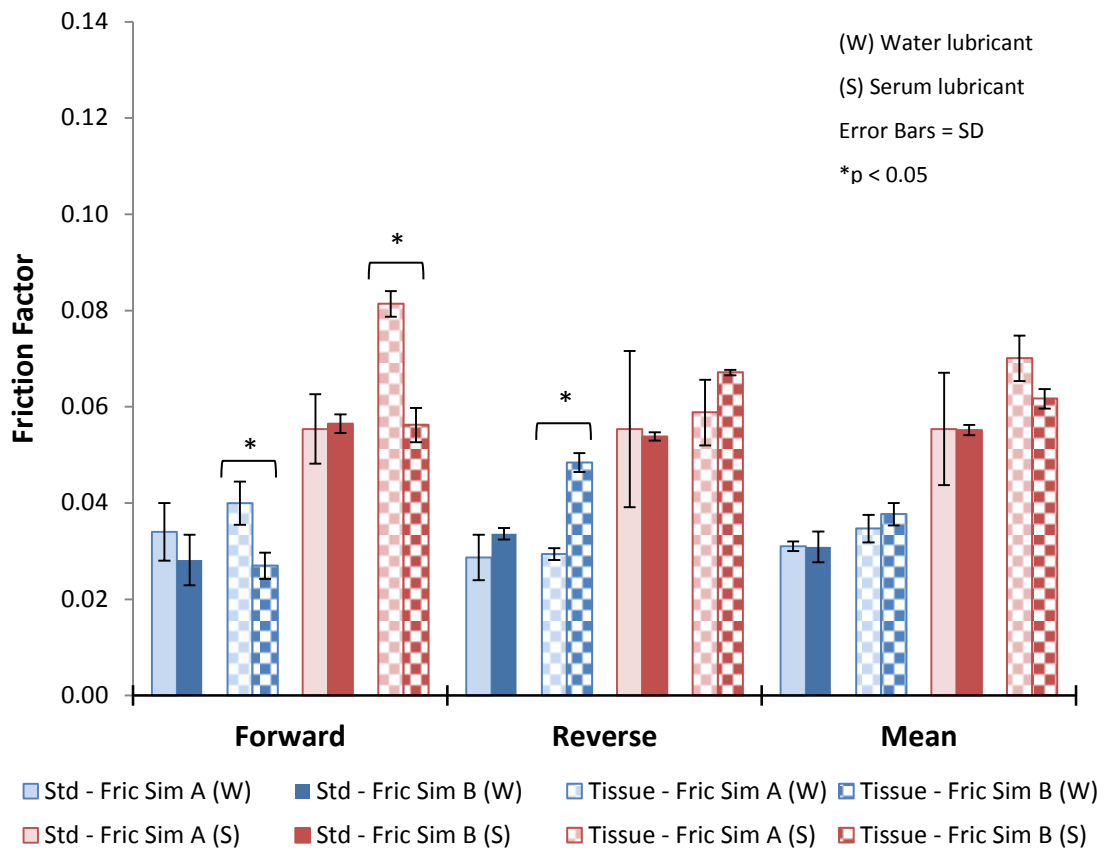 0.14
(W) Water lubricant
(S) Serum lubricant
Error Bars = SD
*p < 0.05
0.12
0.10
0.08
0.06
0.04
0.02
0.00
Friction Factor
*
*
*
Forward Reverse Mean
Std - Fric Sim A (W) Std - Fric Sim B (W) Tissue - Fric Sim A (W) Tissue - Fric Sim B (W)
Std - Fric Sim A (S) Std - Fric Sim B (S) Tissue - Fric Sim A (S) Tissue - Fric Sim B (S)